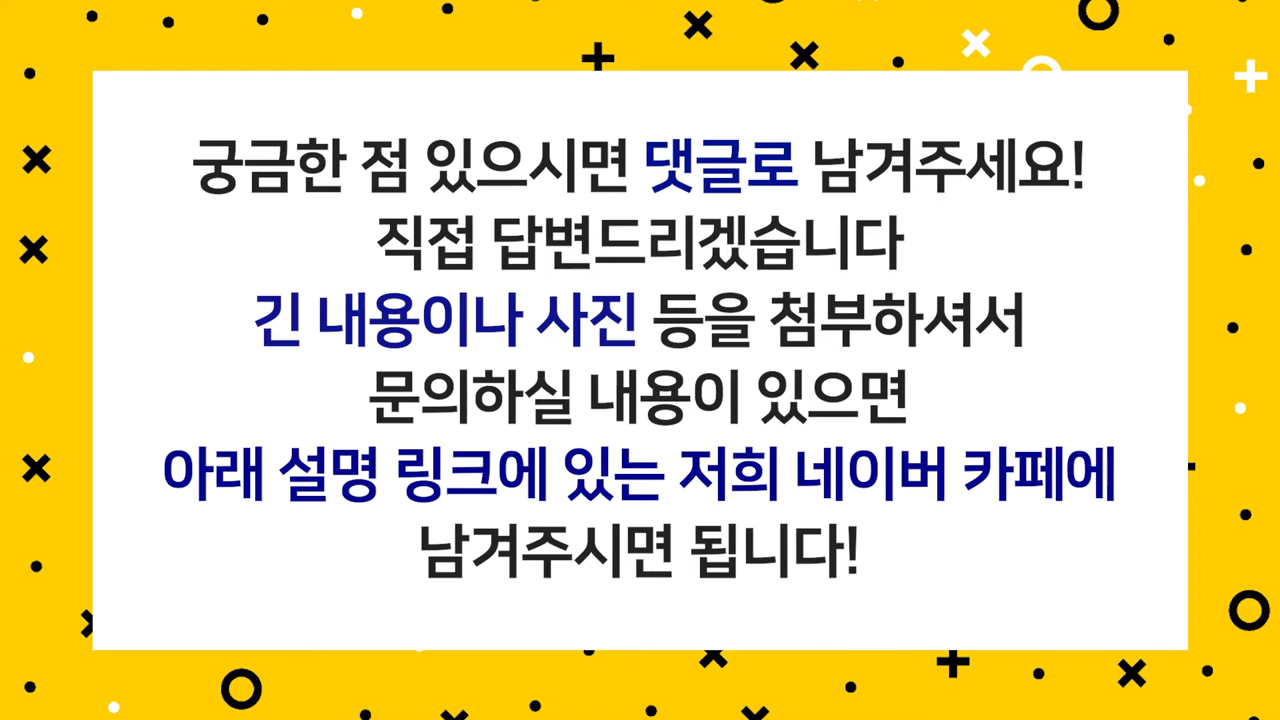 궁금한 점 있으시면 댓글로 남겨주세요!
직접 답변드리겠습니다
긴 내용이나 사진 등을 첨부하셔서
문의하실 내용이 있으면
아래 설명 링크에 있는 저희 네이버 카페에
남겨주시면 됩니다!